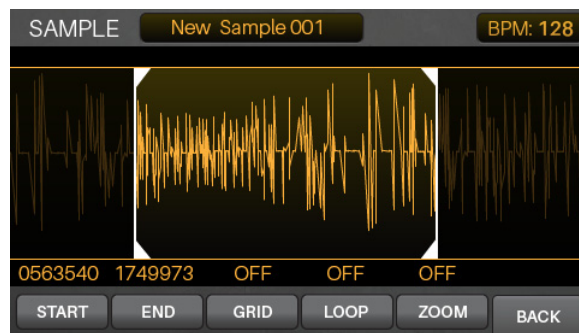 SAMPLE New Sample 001 BPM: 128
0563540 1749973 OFF OFF OFF
START END GRID LOOP ZOOM BACK